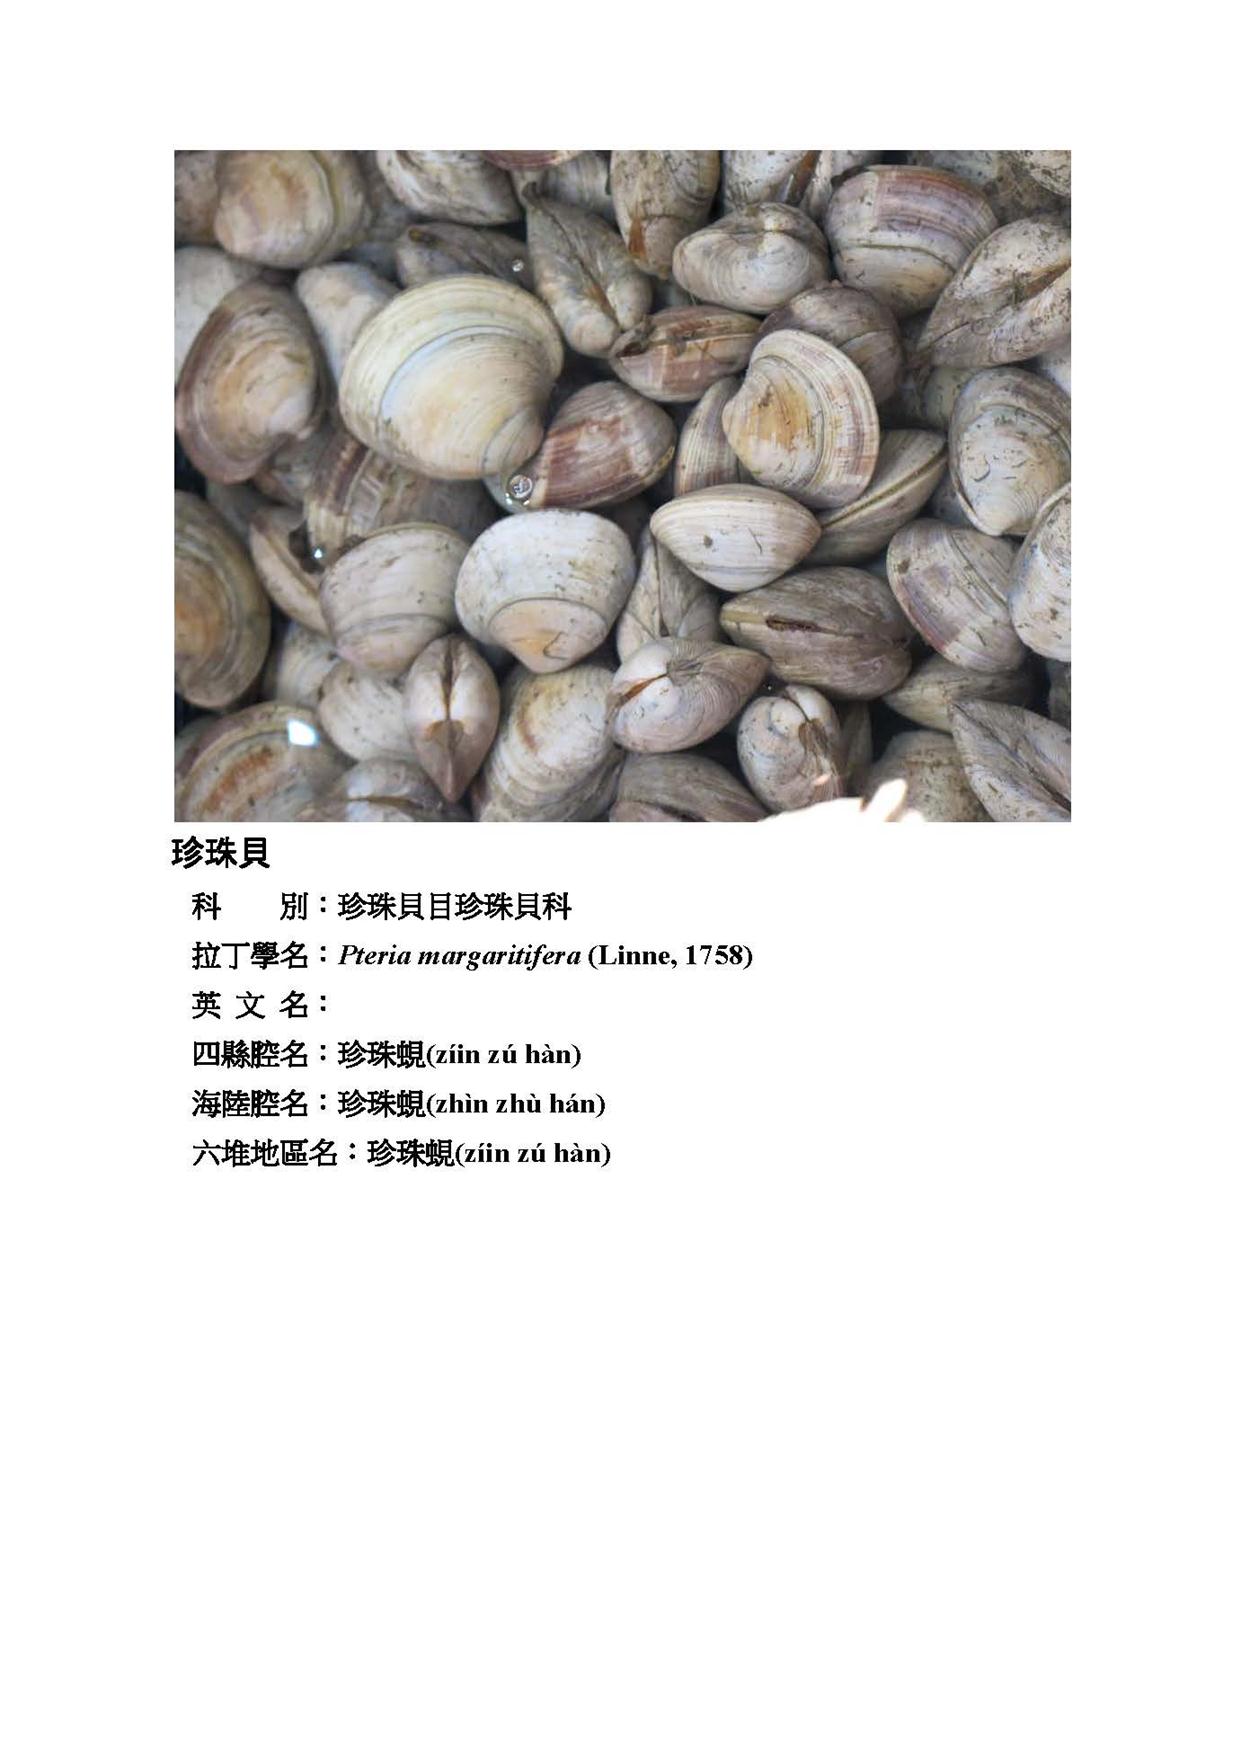 珍珠貝
科　　別：珍珠貝目珍珠貝科
拉丁學名：Pteria margaritifera (Linne, 1758)
英 文 名：
四縣腔名：珍珠蜆(zíin zú hàn)
海陸腔名：珍珠蜆(zhìn zhù hán)
六堆地區名：珍珠蜆(zíin zú hàn)